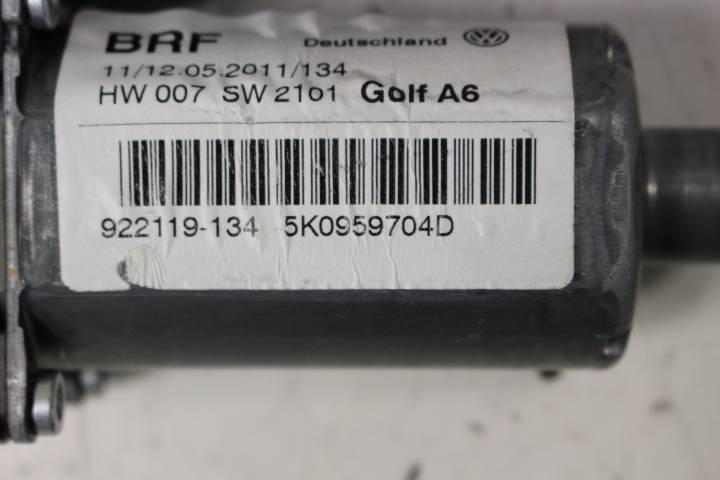 BRF Deutschland
11/12.05.2011/134
HW 007 SW 2101 Golf A6
922119-134 5K0959704D